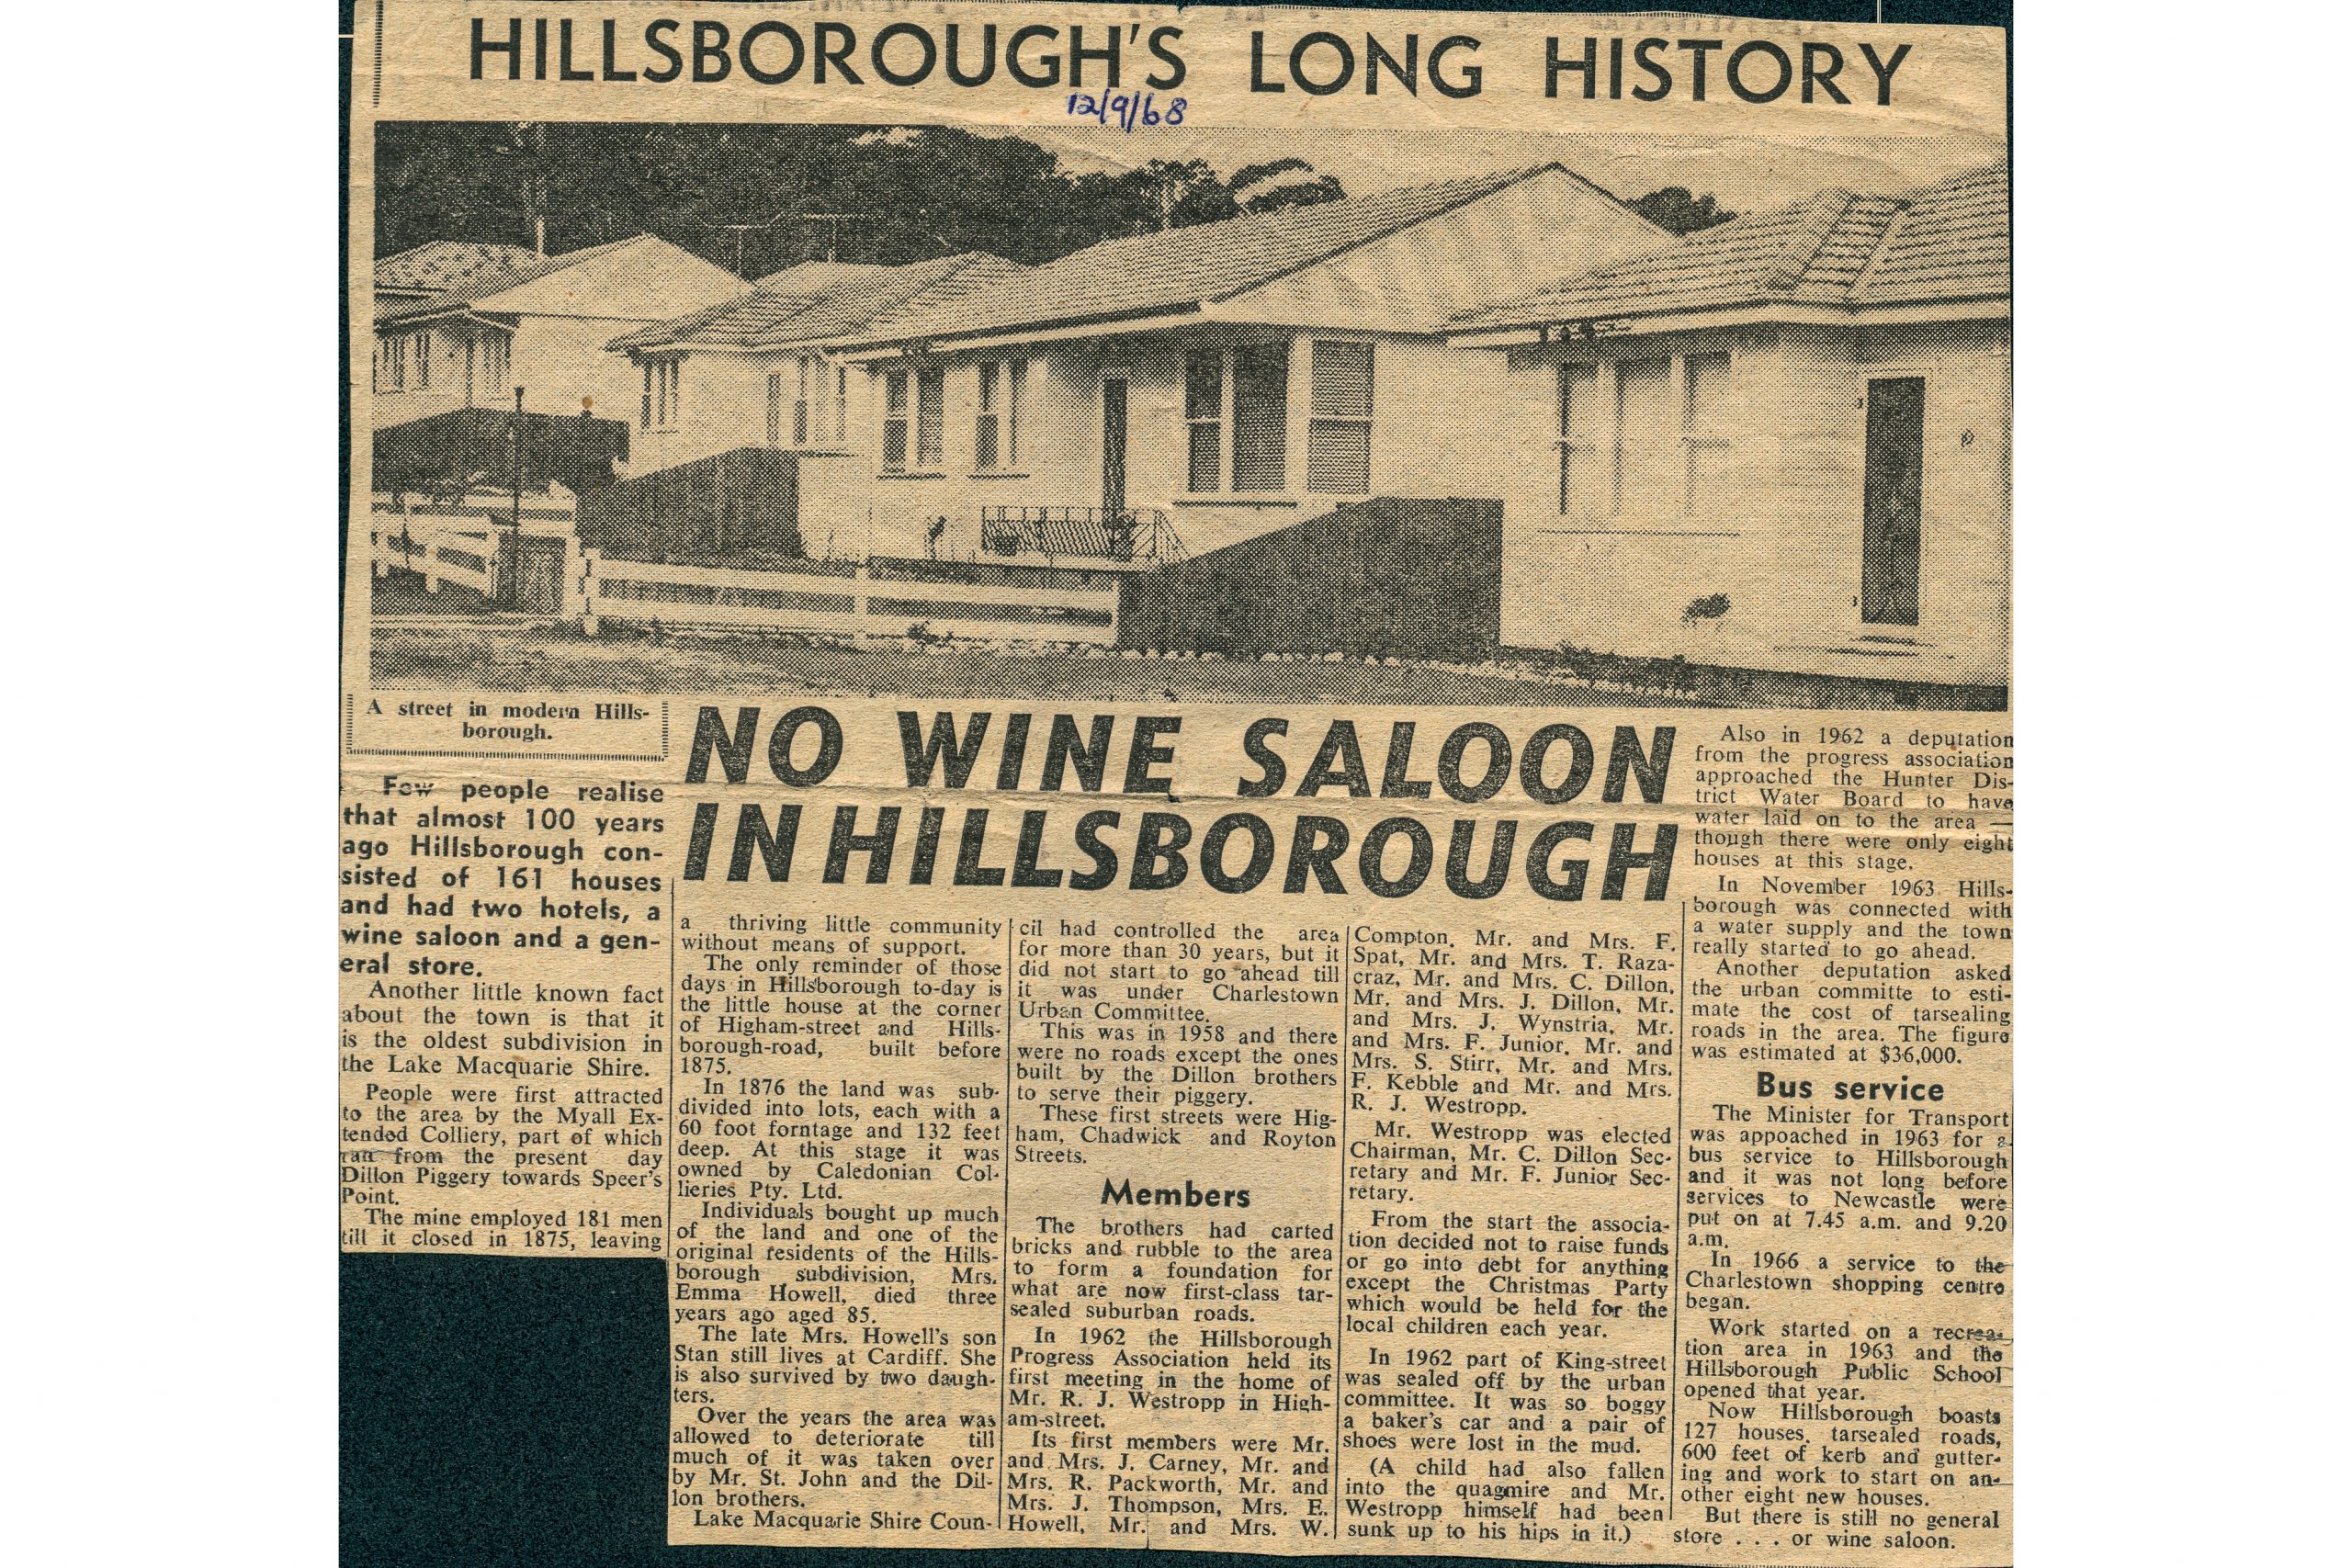 HILLSBOROUGH'S LONG HISTORY
12/9/68
A street in modern Hills-
borough.
NO WINE SALOON
IN HILLSBOROUGH
Few people realise
that almost 100 years
ago Hillsborough con-
sisted of 161 houses
and had two hotels, a
wine saloon and a gen-
eral store.
Another little known fact
about the town is that it
is the oldest subdivision in
the Lake Macquarie Shire.
People were first attracted
to the area by the Myall Ex-
tended Colliery, part of which
ran from the present day
Dillon Piggery towards Speer's
Point.
The mine employed 181 men
till it closed in 1875, leaving
a thriving little community
without means of support.
The only reminder of those
days in Hillsborough to-day is
the little house at the corner
of Higham-street and Hills-
borough-road, built before
1875.
In 1876 the land was sub-
divided into lots, each with a
60 foot forntage and 132 feet
deep. At this stage it was
owned by Caledonian Col-
lieries Pty. Ltd.
Individuals bought up much
of the land and one of the
original residents of the Hills-
borough subdivision, Mrs.
Emma Howell, died three
years ago aged 85.
The late Mrs. Howell's son
Stan still lives at Cardiff. She
is also survived by two daugh-
ters.
Over the years the area was
allowed to deteriorate till
much of it was taken over
by Mr. St. John and the Dil-
lon brothers.
Lake Macquarie Shire Coun-
cil had controlled the area
for more than 30 years, but it
did not start to go ahead till
it was under Charlestown
Urban Committee.
This was in 1958 and there
were no roads except the ones
built by the Dillon brothers
to serve their piggery.
These first streets were Hig-
ham, Chadwick and Royton
Streets.
Members
The brothers had carted
bricks and rubble to the area
to form a foundation for
what are now first-class tar-
sealed suburban roads.
In 1962 the Hillsborough
Progress Association held its
first meeting in the home of
Mr. R. J. Westropp in High-
am-street.
Its first members were Mr.
and Mrs. J. Carney, Mr. and
Mrs. R. Packworth, Mr. and
Mrs. J. Thompson, Mrs. E.
Howell, Mr. and Mrs. W.
Compton, Mr. and Mrs. F.
Spat, Mr. and Mrs. T. Raza-
craz, Mr. and Mrs. C. Dillon,
Mr. and Mrs. J. Dillon, Mr.
and Mrs. J. Wynstria, Mr.
and Mrs. F. Junior, Mr. and
Mrs. S. Stirr, Mr. and Mrs.
F. Kebble and Mr. and Mrs.
R. J. Westropp.
Mr. Westropp was elected
Chairman, Mr. C. Dillon Sec-
retary and Mr. F. Junior Sec-
retary.
From the start the associa-
tion decided not to raise funds
or go into debt for anything
except the Christmas Party
which would be held for the
local children each year.
In 1962 part of King-street
was sealed off by the urban
committee. It was so boggy
a baker's car and a pair of
shoes were lost in the mud.
(A child had also fallen
into the quagmire and Mr.
Westropp himself had been
sunk up to his hips in it.)
Also in 1962 a deputation
from the progress association
approached the Hunter Dis-
trict Water Board to have
water laid on to the area —
though there were only eight
houses at this stage.
In November 1963 Hills-
borough was connected with
a water supply and the town
really started to go ahead.
Another deputation asked
the urban committe to esti-
mate the cost of tarsealing
roads in the area. The figure
was estimated at $36,000.
Bus service
The Minister for Transport
was appoached in 1963 for a
bus service to Hillsborough
and it was not long before
services to Newcastle were
put on at 7.45 a.m. and 9.20
a.m.
In 1966 a service to the
Charlestown shopping centre
began.
Work started on a recrea-
tion area in 1963 and the
Hillsborough Public School
opened that year.
Now Hillsborough boasts
127 houses, tarsealed roads,
600 feet of kerb and gutter-
ing and work to start on an-
other eight new houses.
But there is still no general
store . . . or wine saloon.